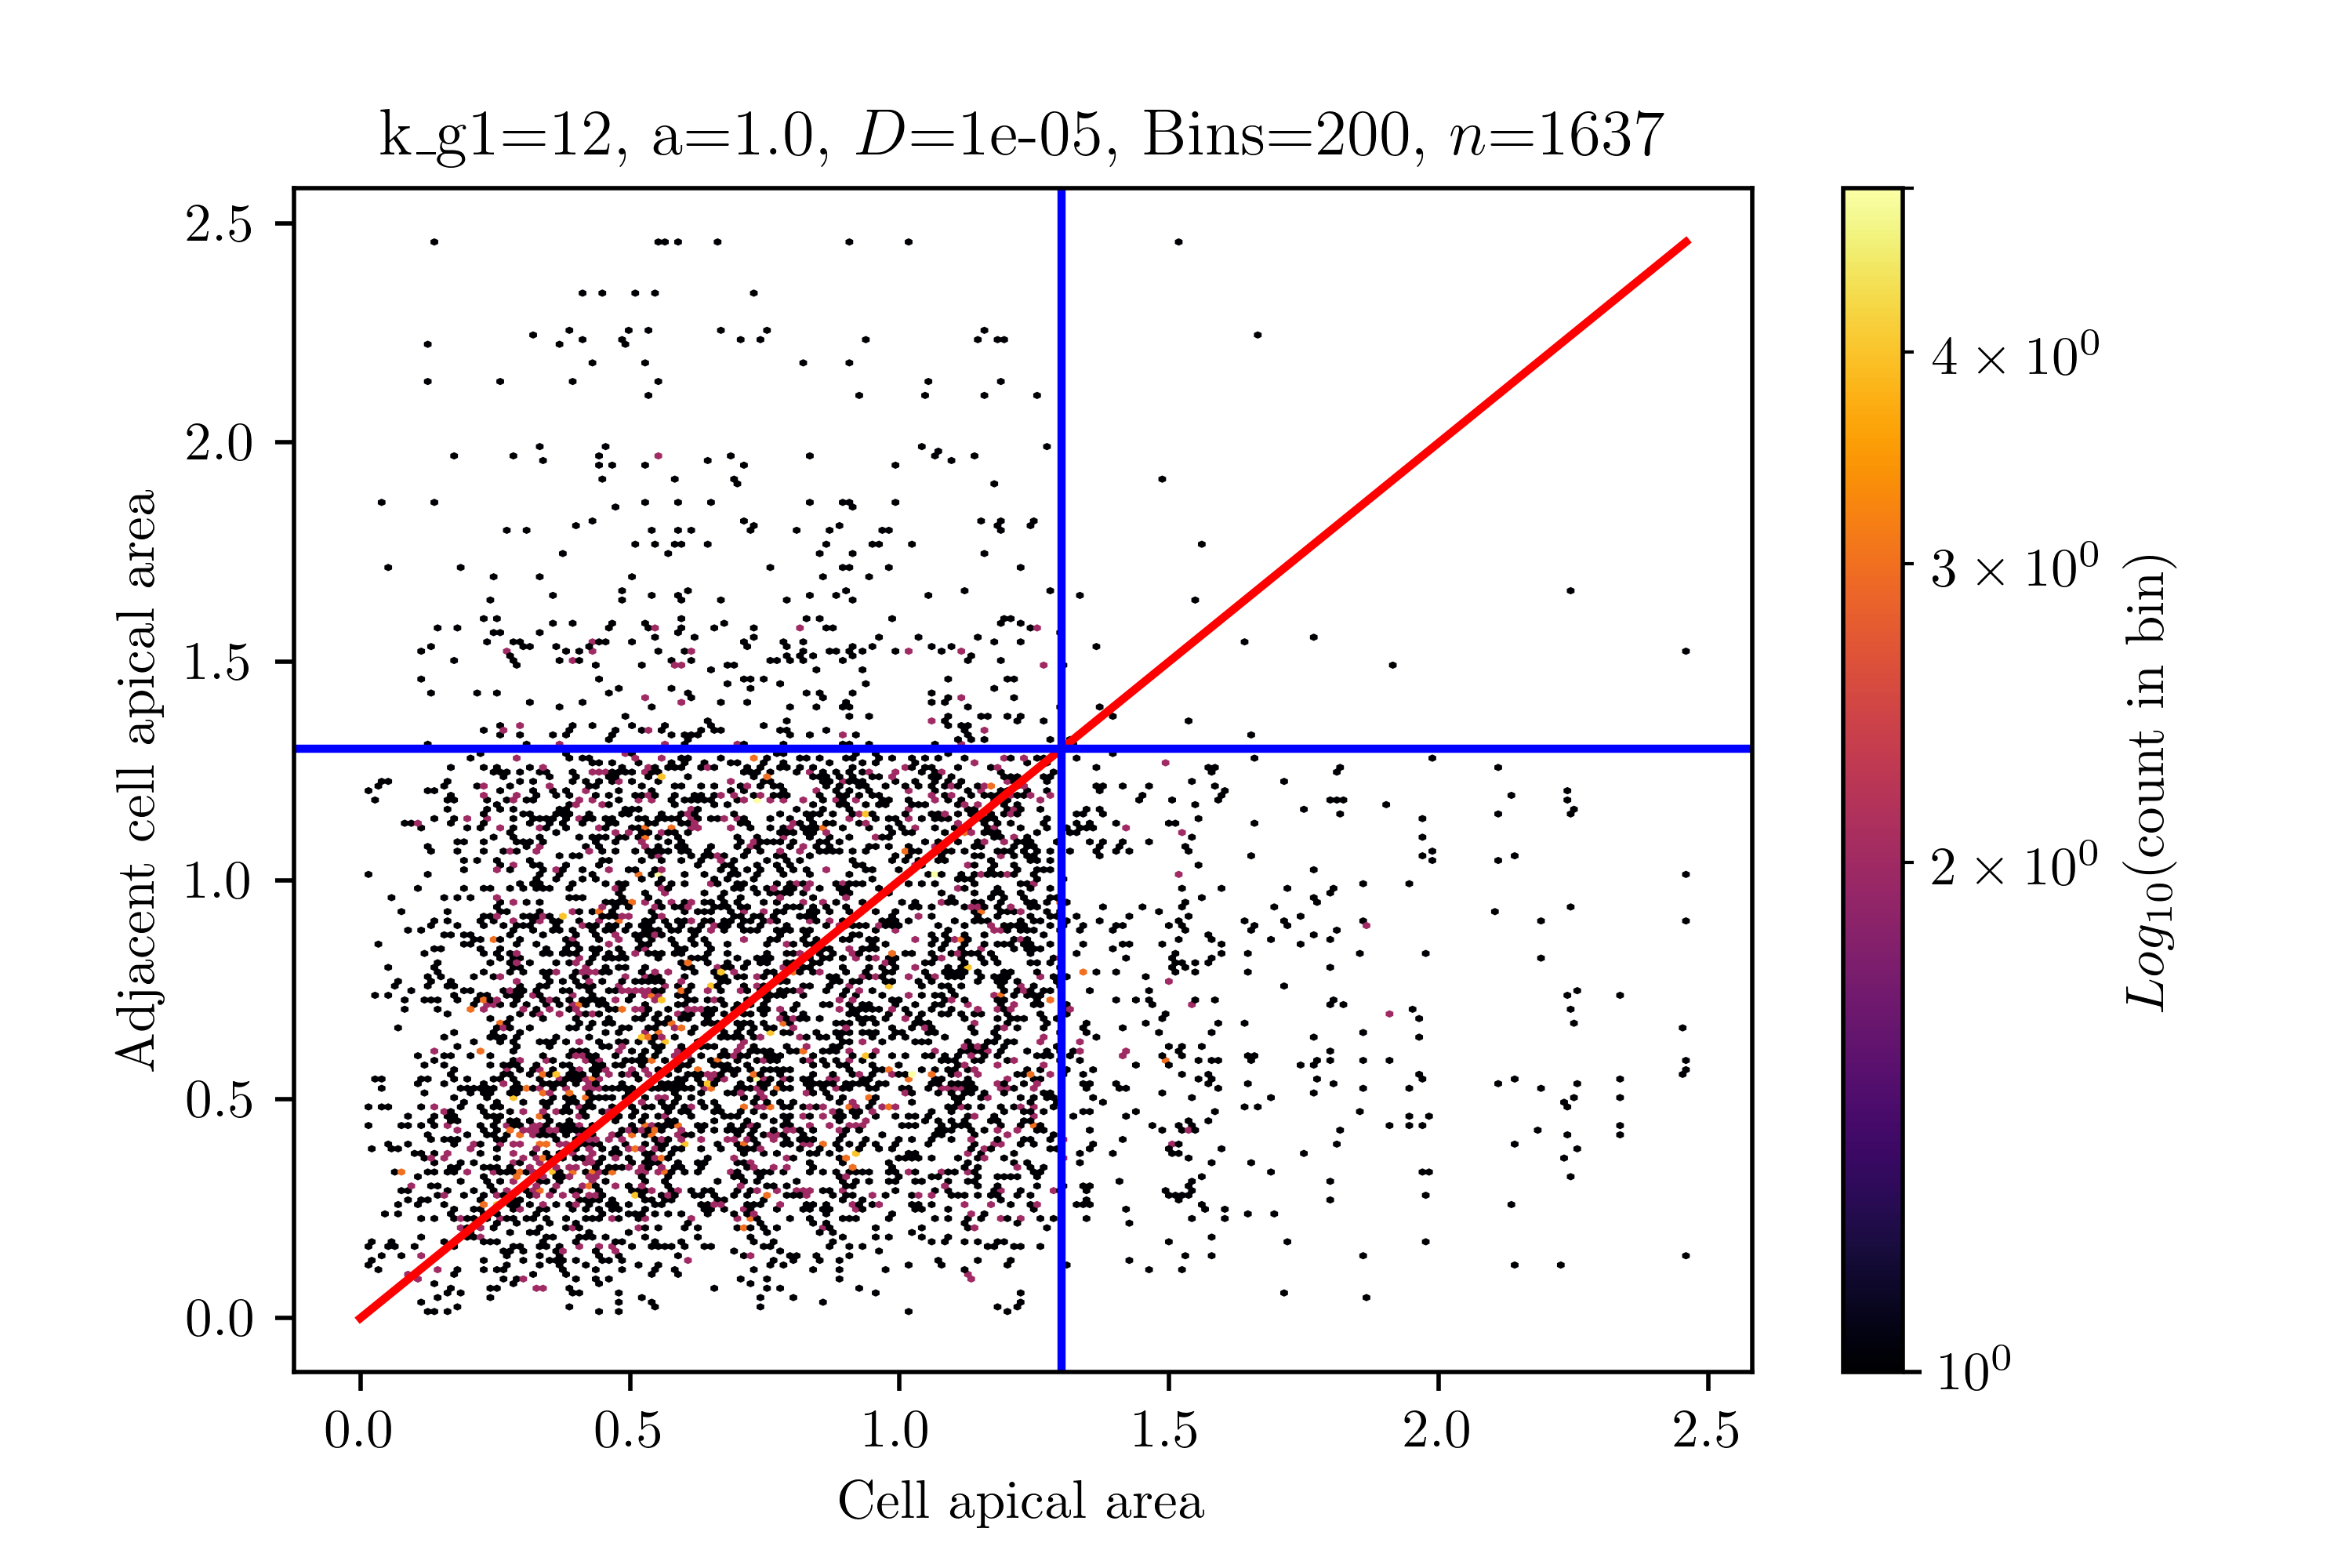 k_g1=12, a=1.0, D=1e-05, Bins=200, n=1637
Adjacent cell apical area
2.5
2.0
1.5
1.0
0.5
0.0
0.0 0.5 1.0 1.5 2.0 2.5
Cell apical area
4 × 10⁰
3 × 10⁰
2 × 10⁰
10⁰
Log₁₀(count in bin)